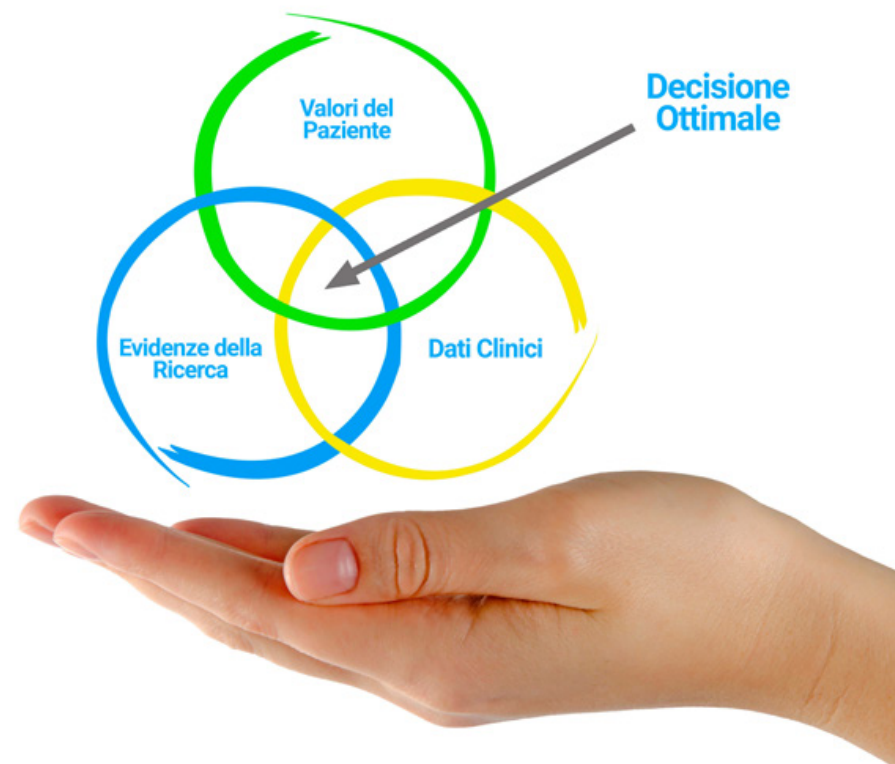 Valori del
Paziente
Decisione
Ottimale
Evidenze della
Ricerca
Dati Clinici